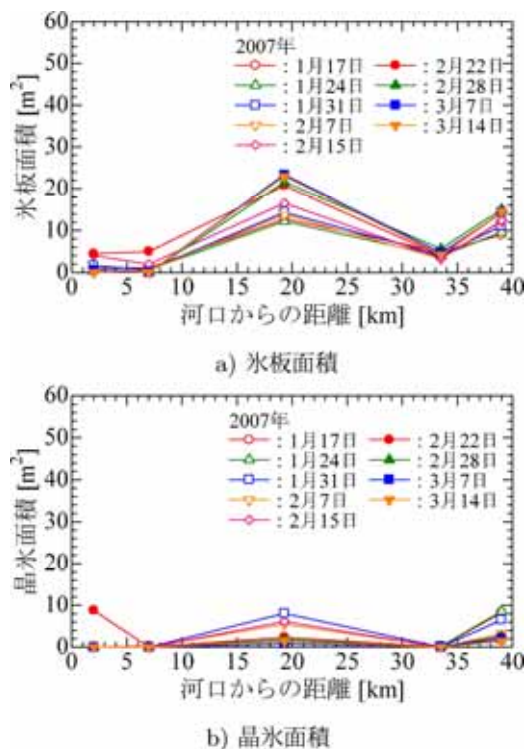 60
50
40
30
20
10
0
氷板面積 [m²]
2007年
:1月17日 :2月22日
:1月24日 :2月28日
:1月31日 :3月7日
:2月7日 :3月14日
:2月15日
0 5 10 15 20 25 30 35 40
河口からの距離 [km]
a) 氷板面積
60
50
40
30
20
10
0
晶氷面積 [m²]
2007年
:1月17日 :2月22日
:1月24日 :2月28日
:1月31日 :3月7日
:2月7日 :3月14日
:2月15日
0 5 10 15 20 25 30 35 40
河口からの距離 [km]
b) 晶氷面積